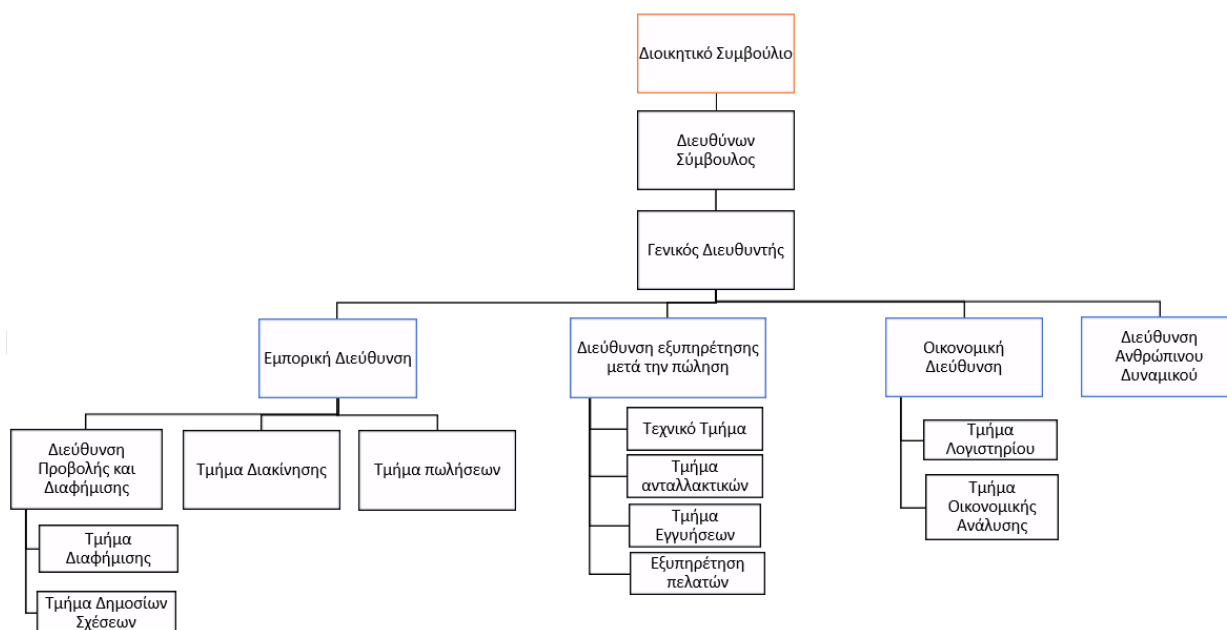 Διοικητικό Συμβούλιο
Διευθύνων
Σύμβουλος
Γενικός Διευθυντής
Εμπορική Διεύθυνση
Διεύθυνση εξυπηρέτησης
μετά την πώληση
Οικονομική
Διεύθυνση
Διεύθυνση
Ανθρώπινου
Δυναμικού
Διεύθυνση
Προβολής και
Διαφήμισης
Τμήμα Διακίνησης
Τμήμα πωλήσεων
Τμήμα
Διαφήμισης
Τμήμα Δημοσίων
Σχέσεων
Τεχνικό Τμήμα
Τμήμα
ανταλλακτικών
Τμήμα
Εγγυήσεων
Εξυπηρέτηση
πελατών
Τμήμα
Λογιστηρίου
Τμήμα
Οικονομικής
Ανάλυσης